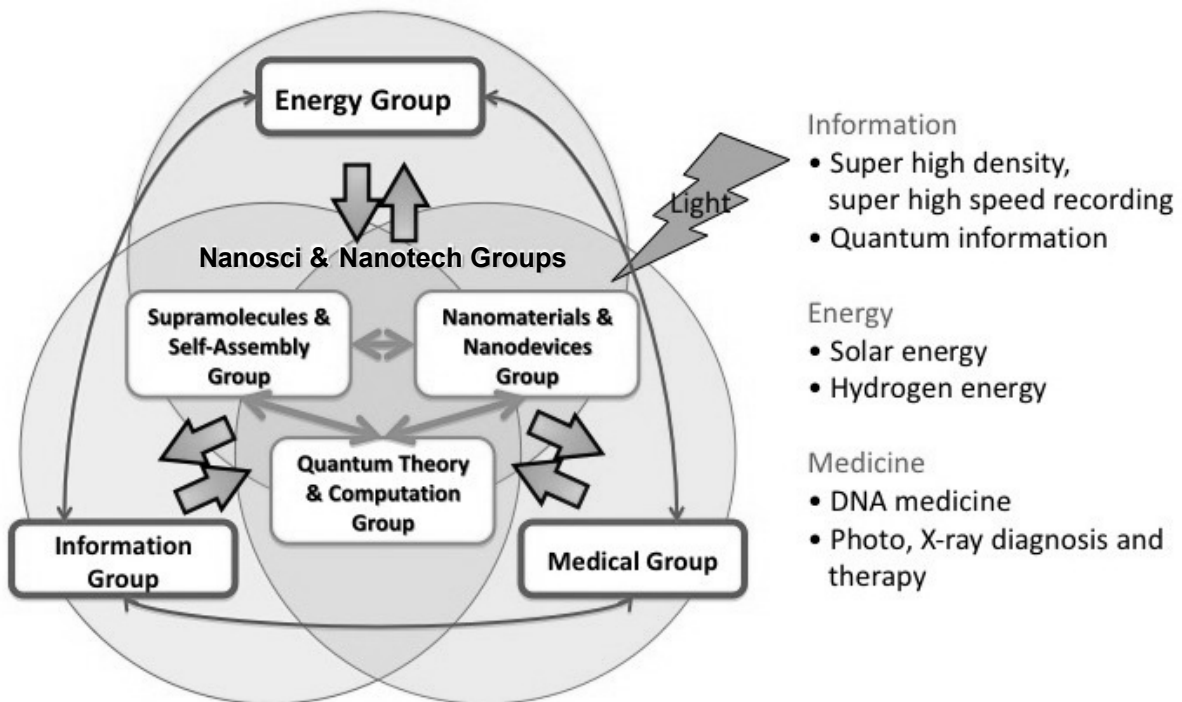 Energy Group
Light
Nanosci & Nanotech Groups
Supramolecules &
Self-Assembly
Group
Nanomaterials &
Nanodevices
Group
Quantum Theory
& Computation
Group
Information
Group
Medical Group
Information
• Super high density,
super high speed recording
• Quantum information
Energy
• Solar energy
• Hydrogen energy
Medicine
• DNA medicine
• Photo, X-ray diagnosis and
therapy